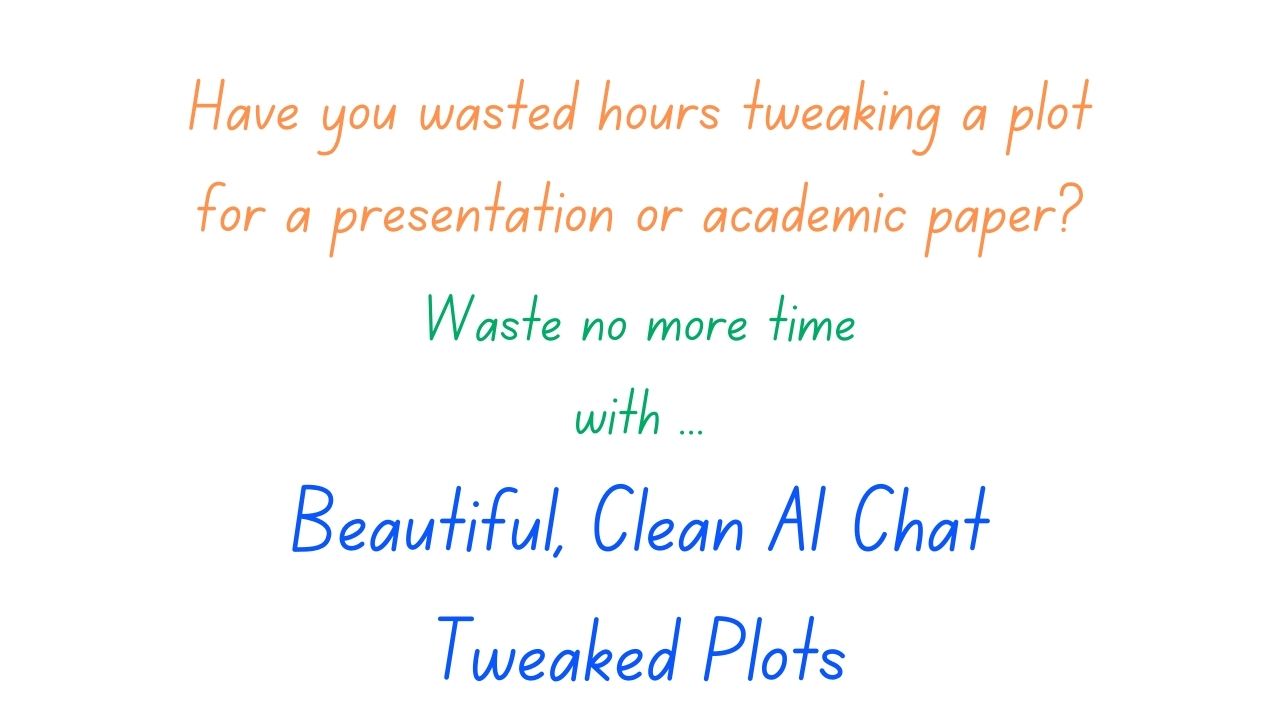 Have you wasted hours tweaking a plot
for a presentation or academic paper?
Waste no more time
with ...
Beautiful, Clean AI Chat
Tweaked Plots